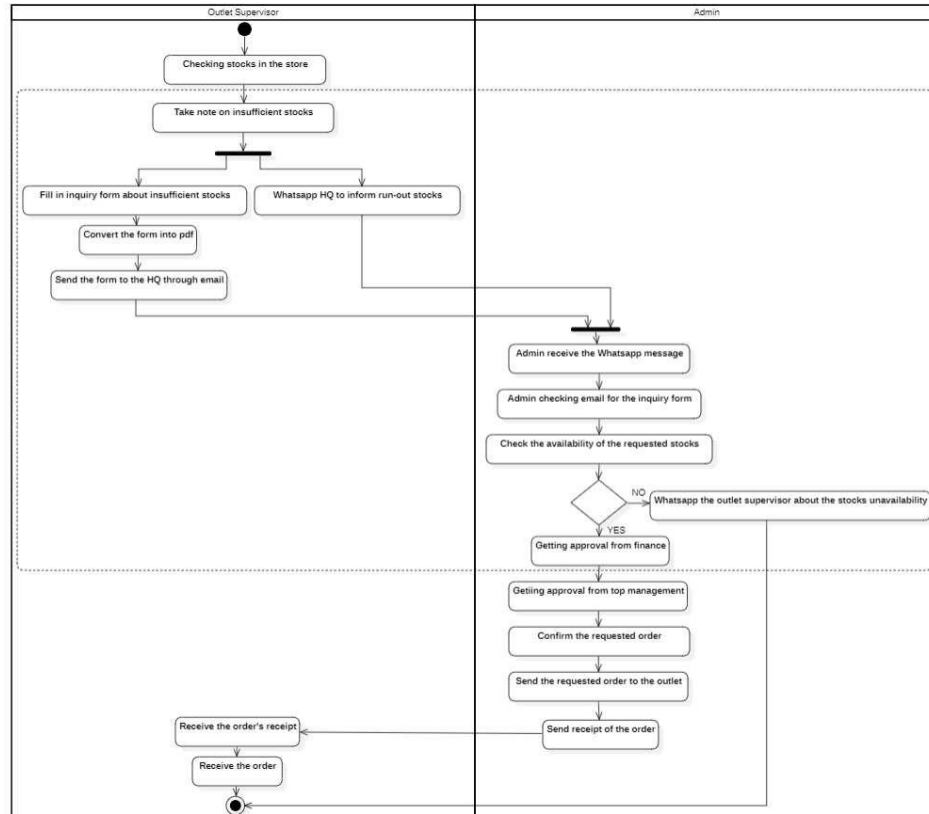 Outlet Supervisor
Admin
Checking stocks in the store
Take note on insufficient stocks
Fill in inquiry form about insufficient stocks
Whatsapp HQ to inform run-out stocks
Convert the form into pdf
Send the form to the HQ through email
Admin receive the Whatsapp message
Admin checking email for the inquiry form
Check the availability of the requested stocks
NO
Whatsapp the outlet supervisor about the stocks unavailability
YES
Getting approval from finance
Getiing approval from top management
Confirm the requested order
Send the requested order to the outlet
Receive the order's receipt
Send receipt of the order
Receive the order